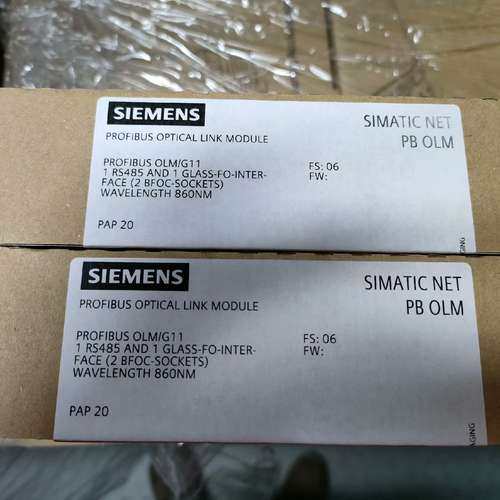 SIEMENS
SIMATIC NET
PROFIBUS OPTICAL LINK MODULE
PB OLM
PROFIBUS OLM/G11
FS: 06
1 RS485 AND 1 GLASS-FO-INTER-
FW:
FACE (2 BFOC-SOCKETS)
WAVELENGTH 860NM
PAP 20
SIEMENS
SIMATIC NET
PROFIBUS OPTICAL LINK MODULE
PB OLM
PROFIBUS OLM/G11
FS: 06
1 RS485 AND 1 GLASS-FO-INTER-
FW:
FACE (2 BFOC-SOCKETS)
WAVELENGTH 860NM
PAP 20